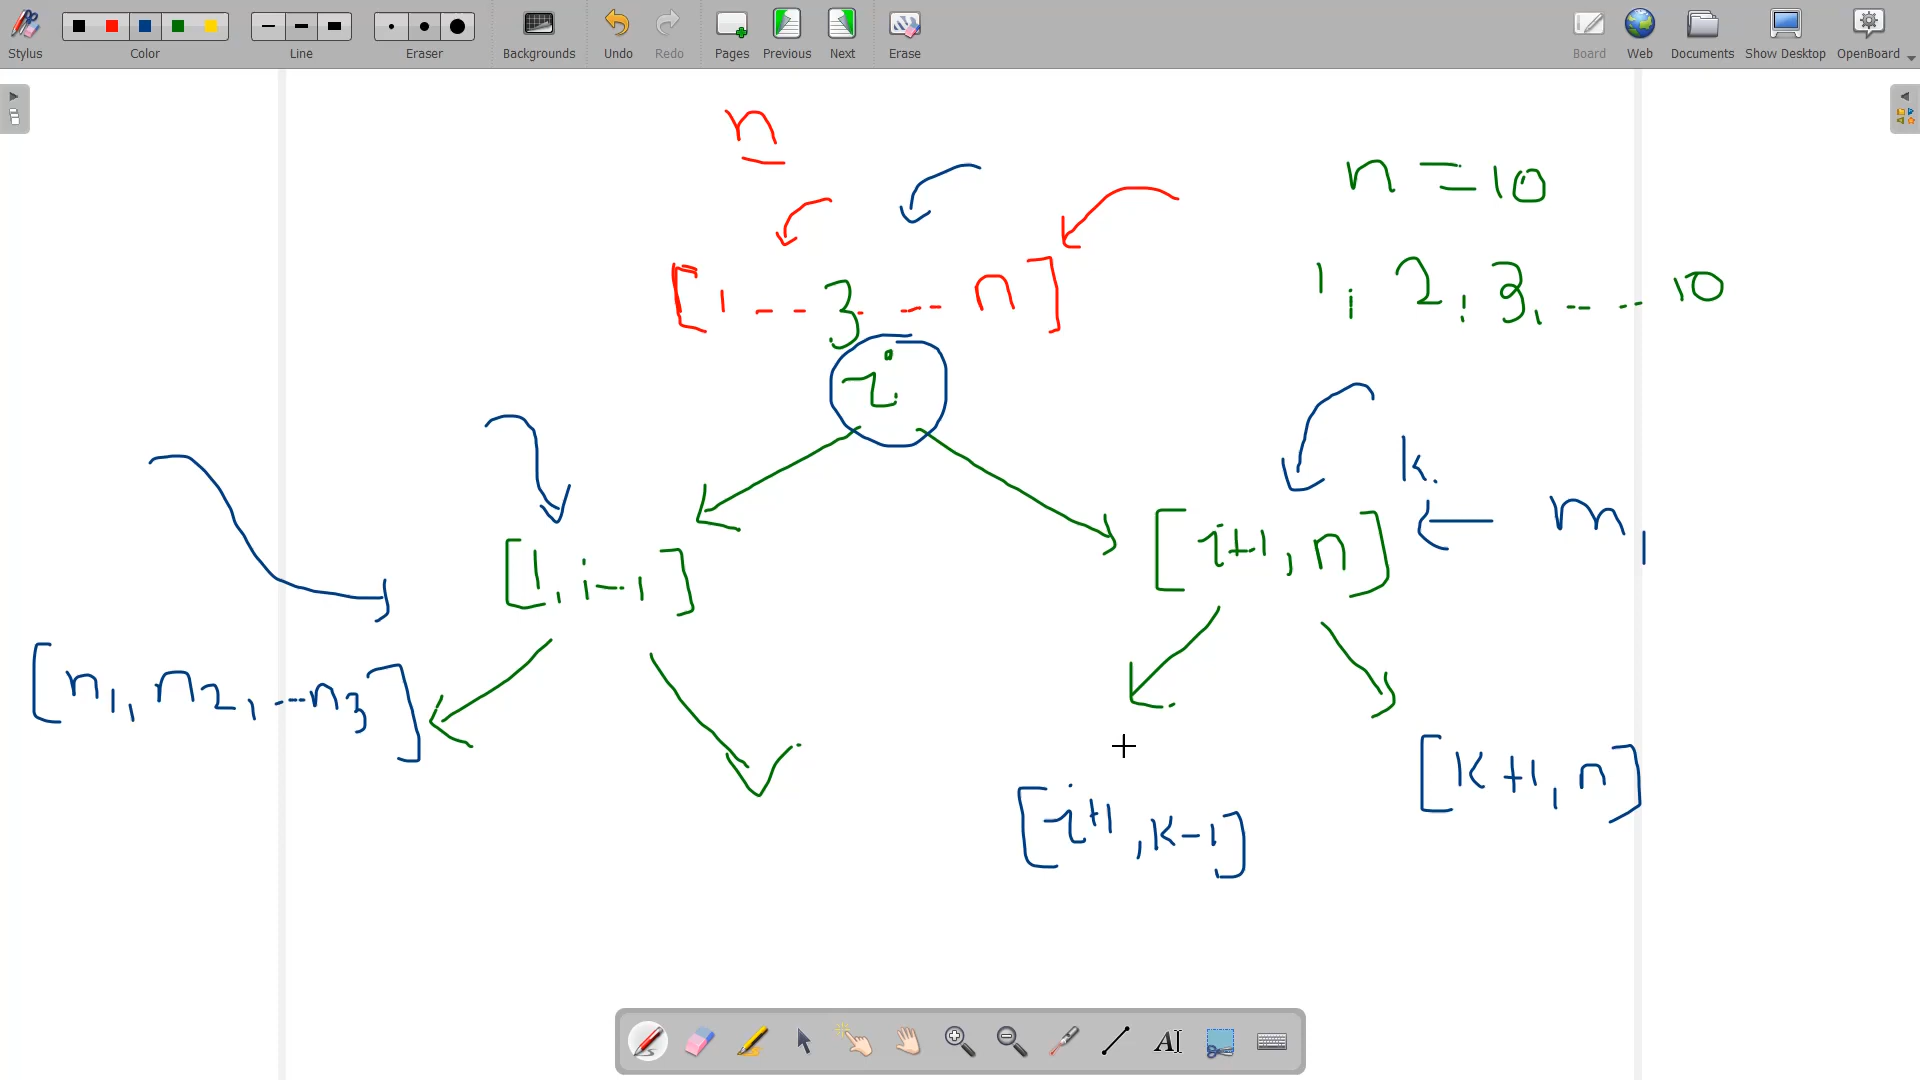 Stylus Color Line Eraser Backgrounds Undo Redo Pages Previous Next Erase Board Web Documents Show Desktop OpenBoard
n
n = 10
[1 -- 3 . -- n]
1, 2, 3, -- -- 10
i
k
m,
[1, i-1]
[i+1, n]
[n1, n2, --- n3]
[k+1, n]
[i+1, k-1]
AI